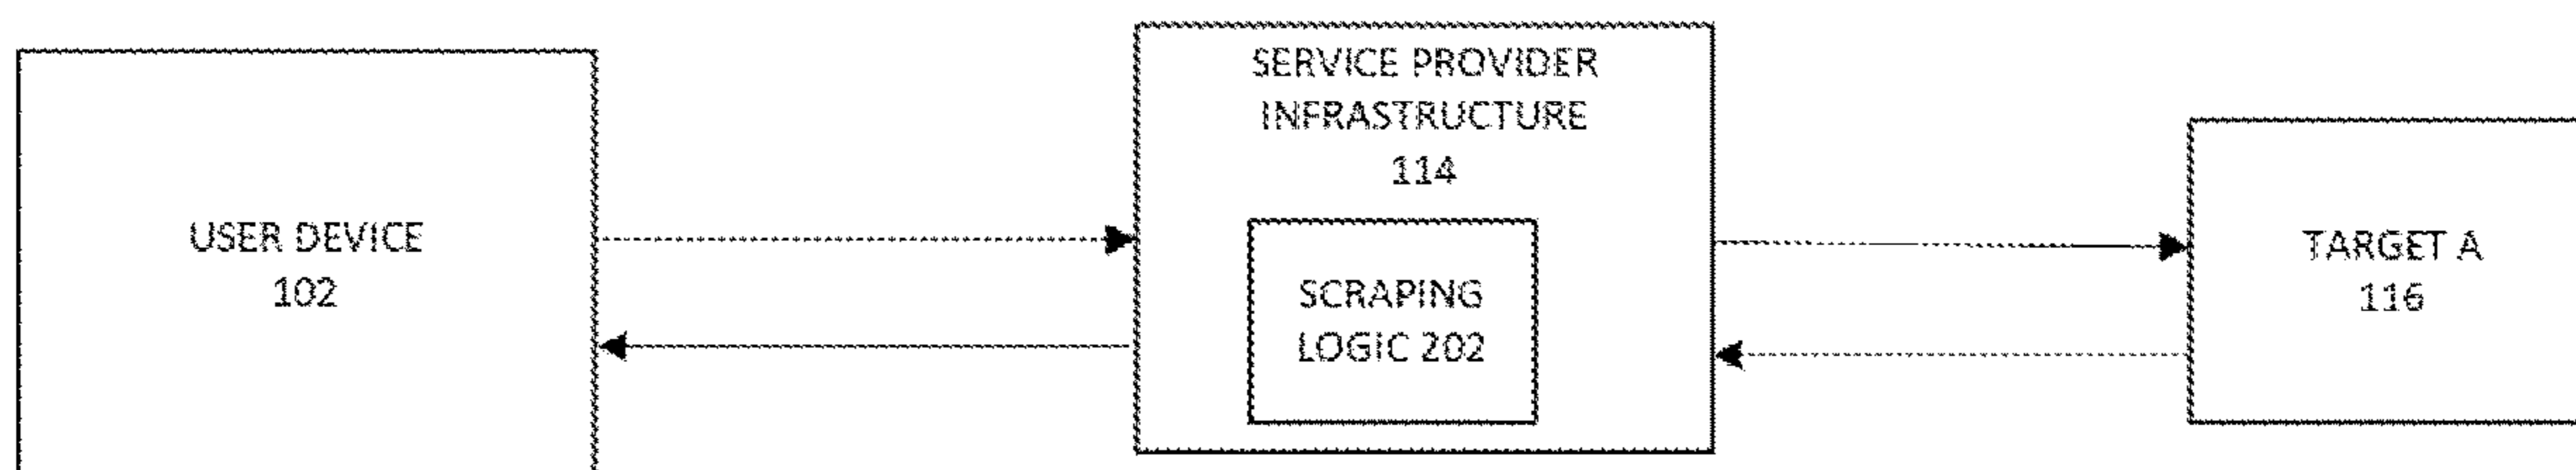 USER DEVICE
102
SERVICE PROVIDER
INFRASTRUCTURE
114
SCRAPING
LOGIC 202
TARGET A
116